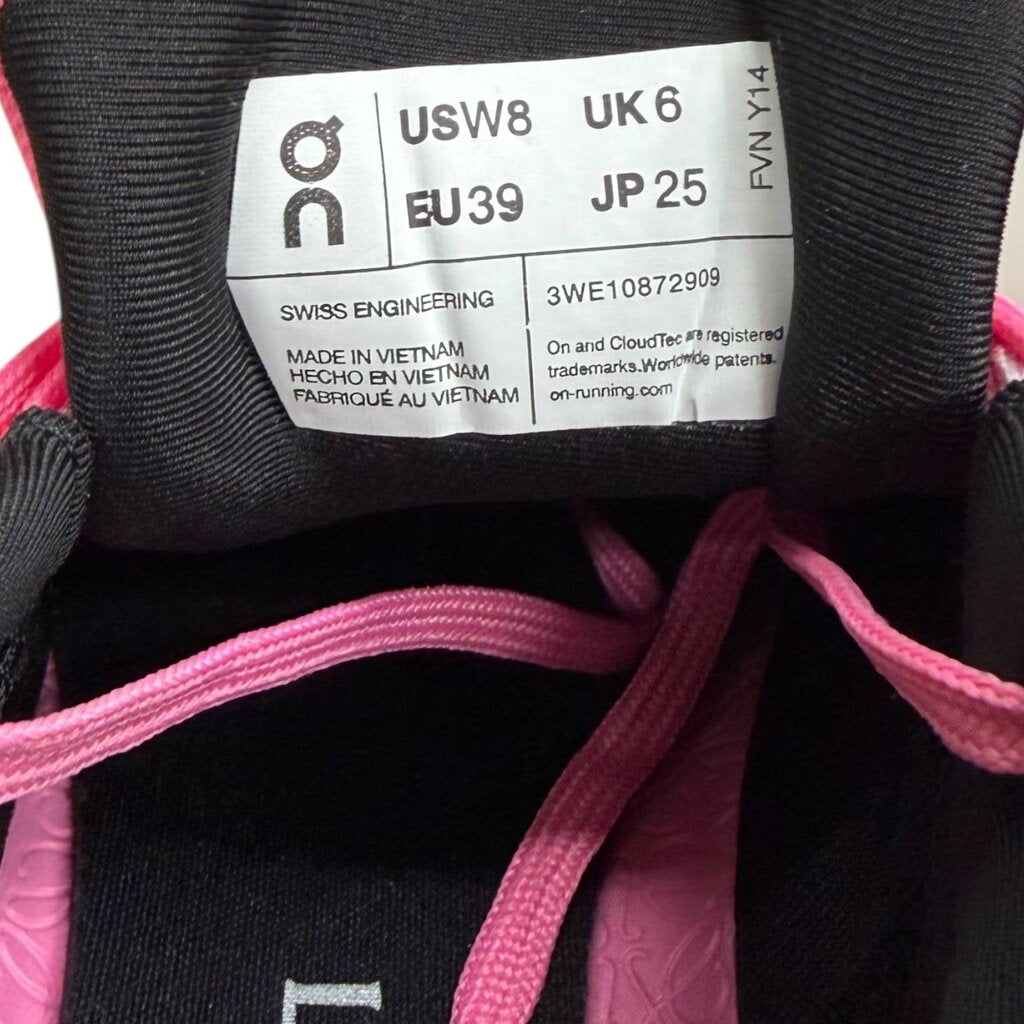 On
USW8 UK6
EU39 JP25
FVN Y14
SWISS ENGINEERING
MADE IN VIETNAM
HECHO EN VIETNAM
FABRIQUÉ AU VIETNAM
3WE10872909
On and CloudTec are registered
trademarks.Worldwide patents.
on-running.com